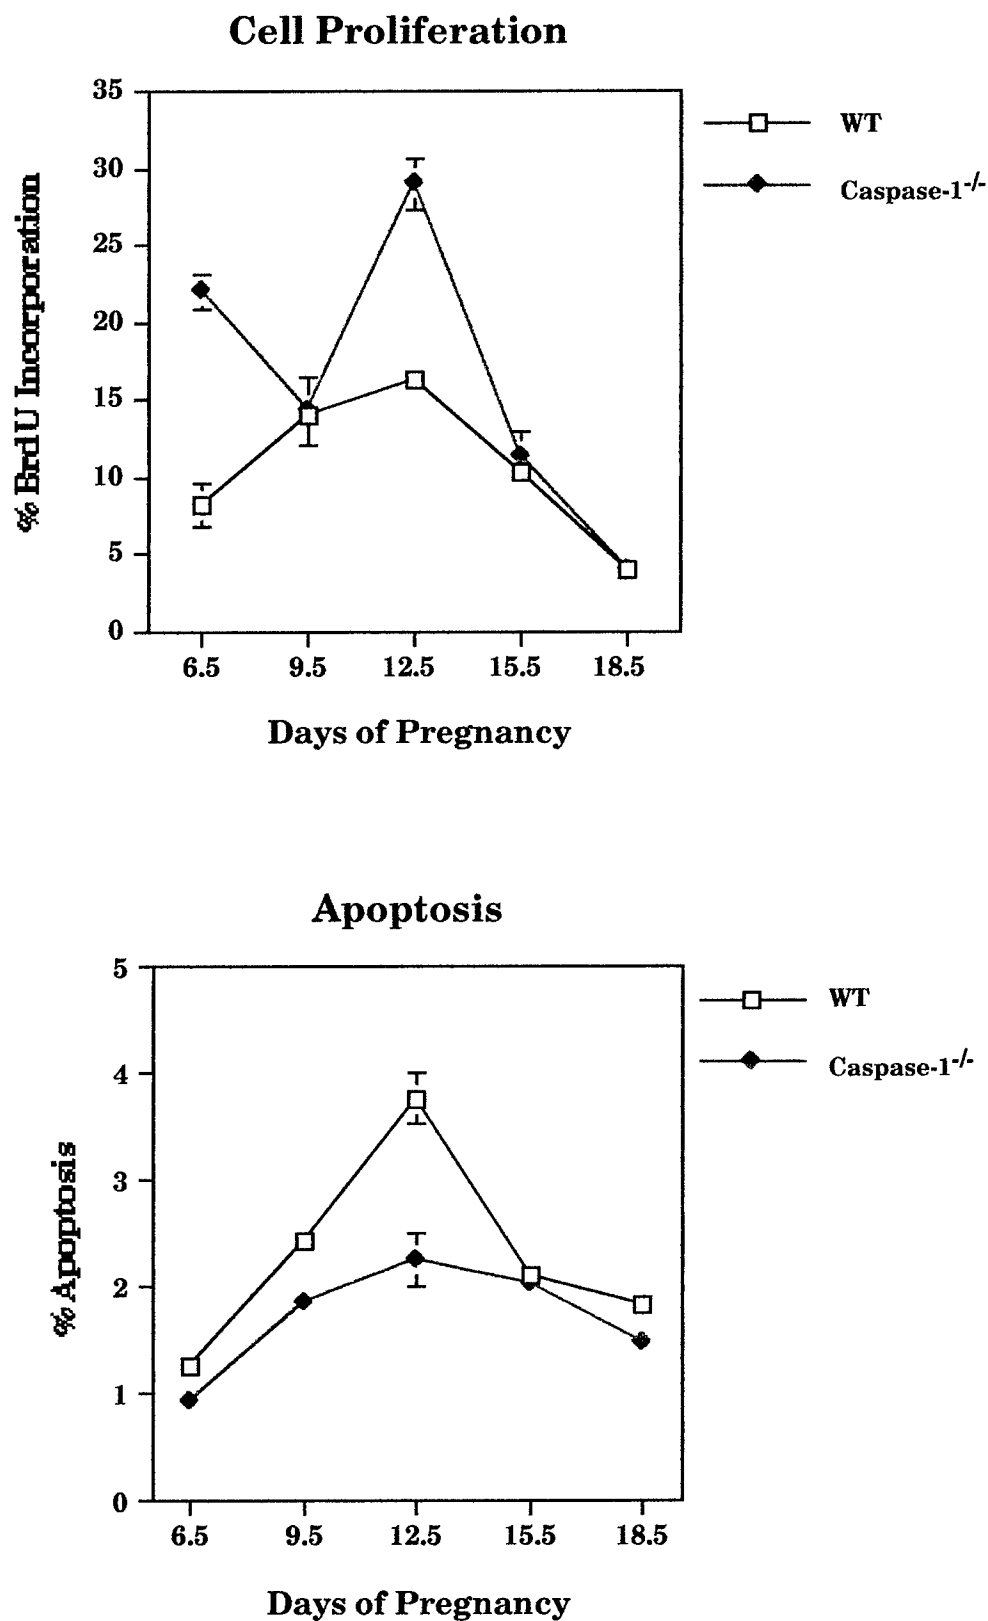 Cell Proliferation
35
30
25
20
15
10
5
0
% BrdU Incorporation
6.5 9.5 12.5 15.5 18.5
Days of Pregnancy
WT
Caspase-1-/-
Apoptosis
5
4
3
2
1
0
% Apoptosis
6.5 9.5 12.5 15.5 18.5
Days of Pregnancy
WT
Caspase-1-/-